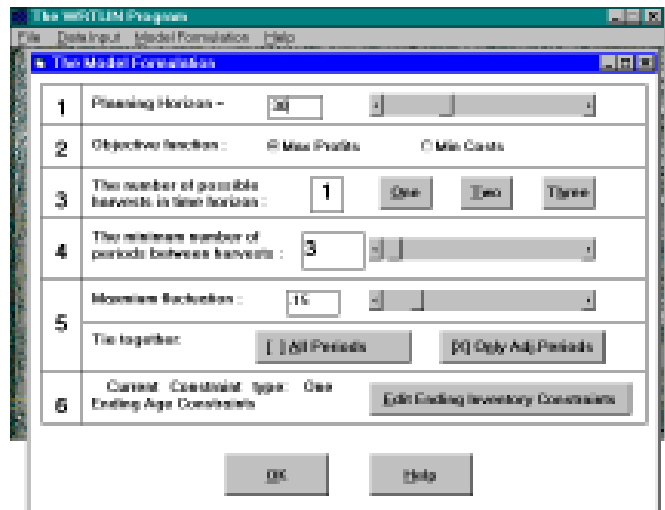 The WRTLIN Program
File Data Input Model Formulation Help
The Model Formulation
1 Planning Horizon -
2 Objective function : Max Profits Min Costs
3 The number of possible
harvests in time horizon : 1 One Two Three
4 The minimum number of
periods between harvests : 3
5 Maximum fluctuation : .15
Tie together: [ ] All Periods [X] Only Adj.Periods
6 Current Constraint type: One
Ending Age Constraints Edit Ending Inventory Constraints
OK Help